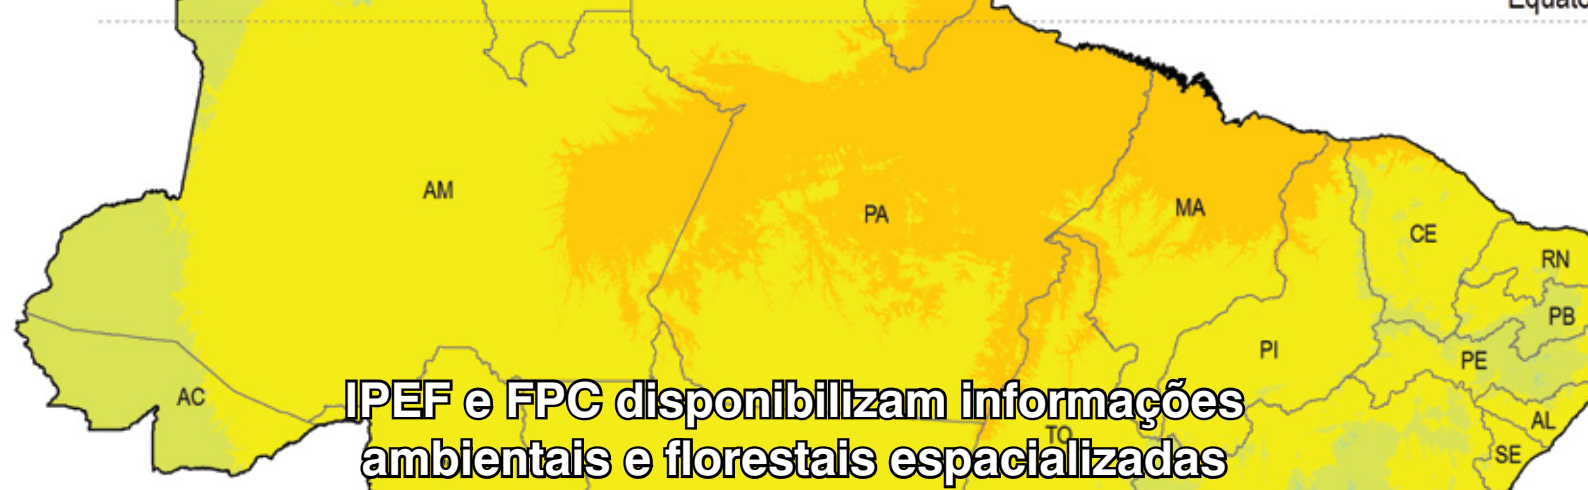 Equato
AM
PA
MA
CE
RN
PB
PI
PE
AC
IPEF e FPC disponibilizam informações
TO
AL
ambientais e florestais espacializadas
SE